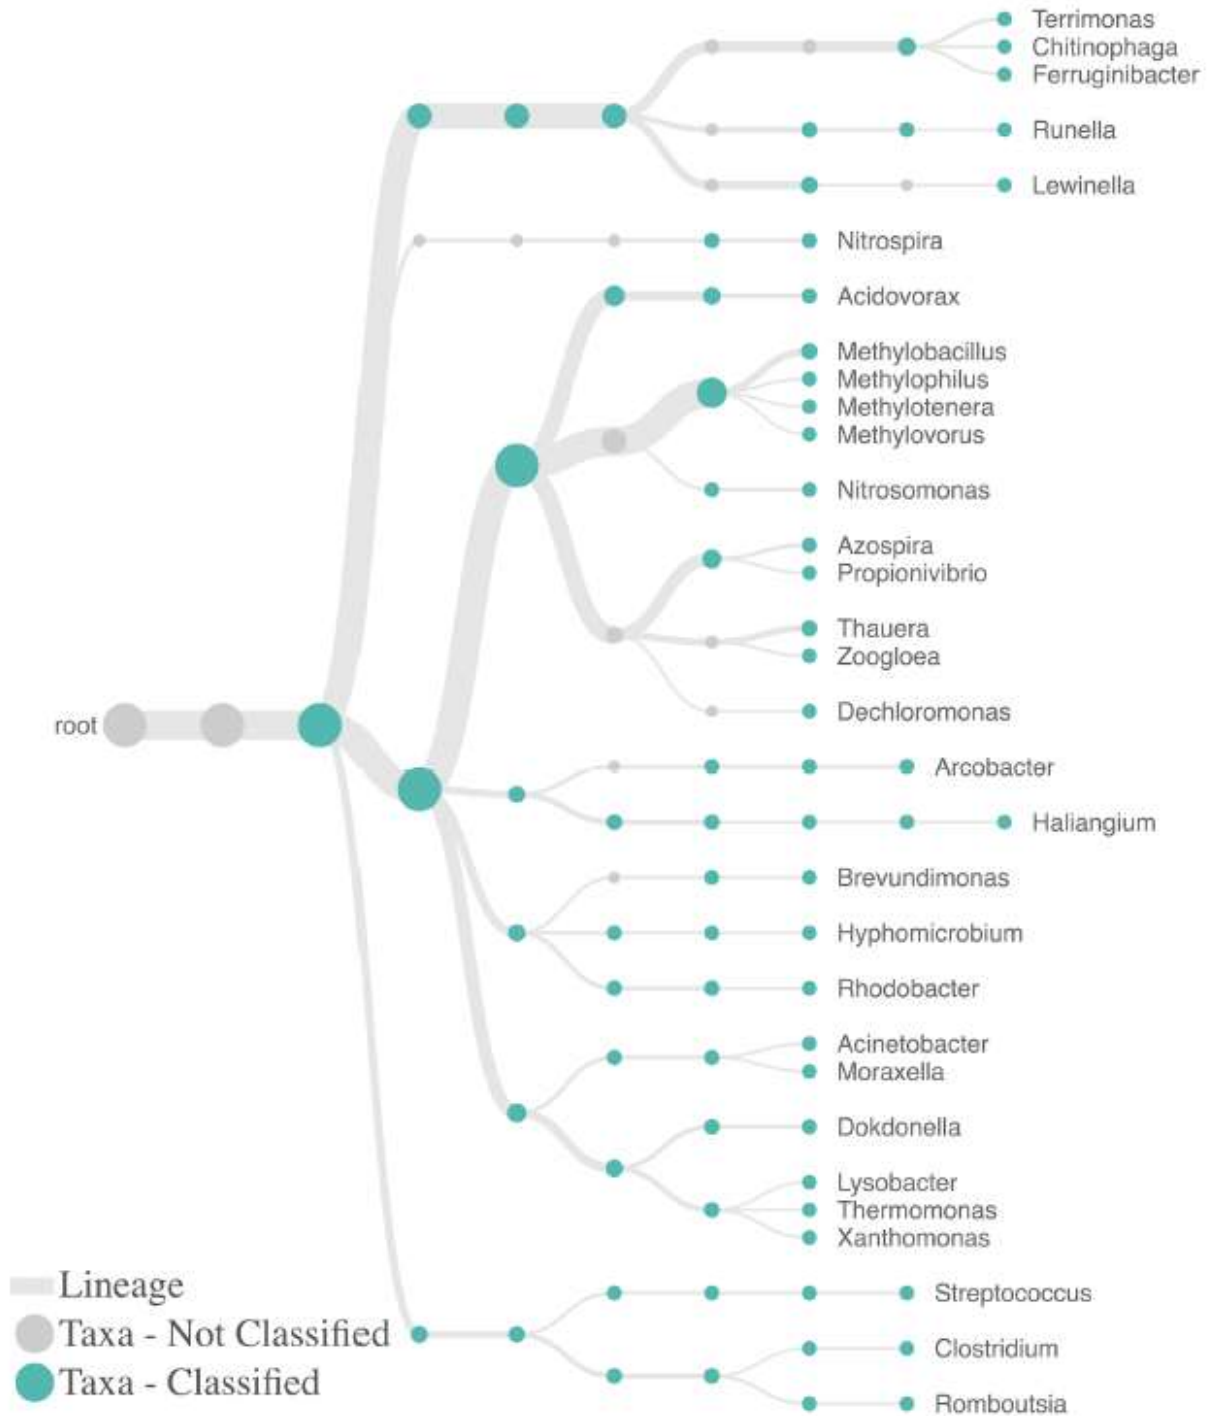 Terrimonas
Chitinophaga
Ferruginibacter
Runella
Lewinella
Nitrospira
Acidovorax
Methylobacillus
Methylophilus
Methylotenera
Methylovorus
Nitrosomonas
Azospira
Propionivibrio
Thauera
Zoogloea
Dechloromonas
root
Arcobacter
Haliangium
Brevundimonas
Hyphomicrobium
Rhodobacter
Acinetobacter
Moraxella
Dokdonella
Lysobacter
Thermomonas
Xanthomonas
Streptococcus
Clostridium
Romboutsia
Lineage
Taxa - Not Classified
Taxa - Classified